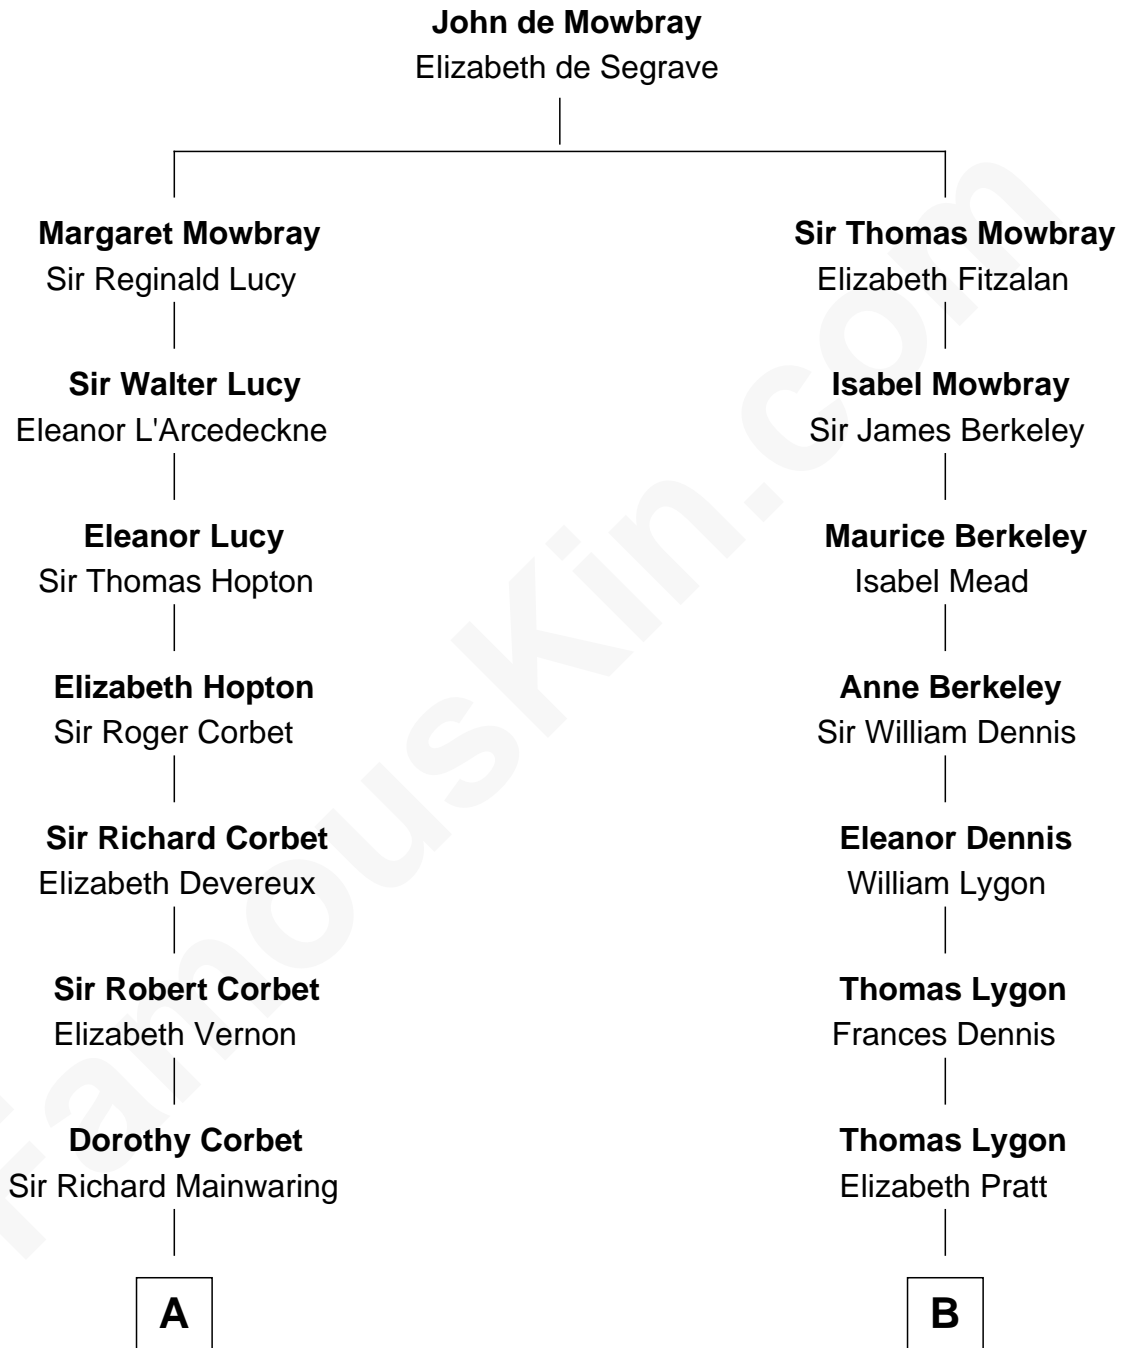 John de Mowbray
Elizabeth de Segrave
Margaret Mowbray
Sir Reginald Lucy
Sir Thomas Mowbray
Elizabeth Fitzalan
Sir Walter Lucy
Eleanor L'Arcedeckne
Isabel Mowbray
Sir James Berkeley
Eleanor Lucy
Sir Thomas Hopton
Maurice Berkeley
Isabel Mead
Elizabeth Hopton
Sir Roger Corbet
Anne Berkeley
Sir William Dennis
Sir Richard Corbet
Elizabeth Devereux
Eleanor Dennis
William Lygon
Sir Robert Corbet
Elizabeth Vernon
Thomas Lygon
Frances Dennis
Dorothy Corbet
Sir Richard Mainwaring
Thomas Lygon
Elizabeth Pratt
A
B
FamousKin.com